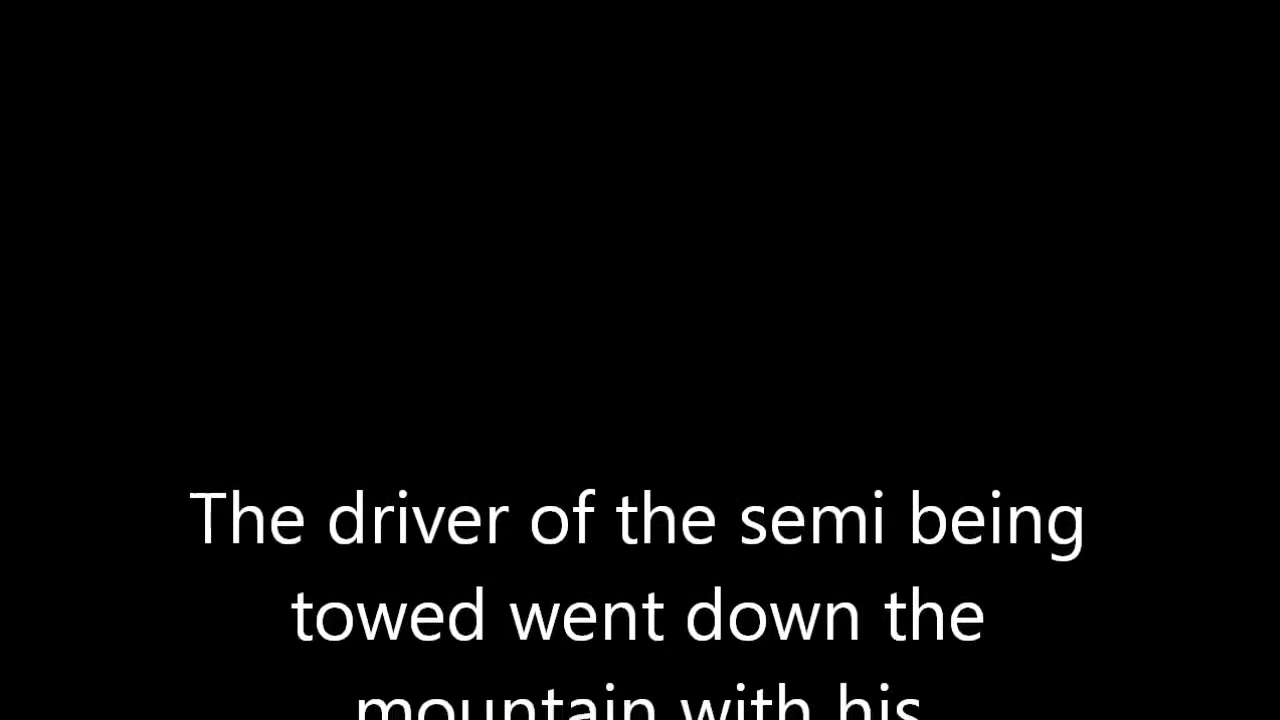 The driver of the semi being
towed went down the
mountain with his